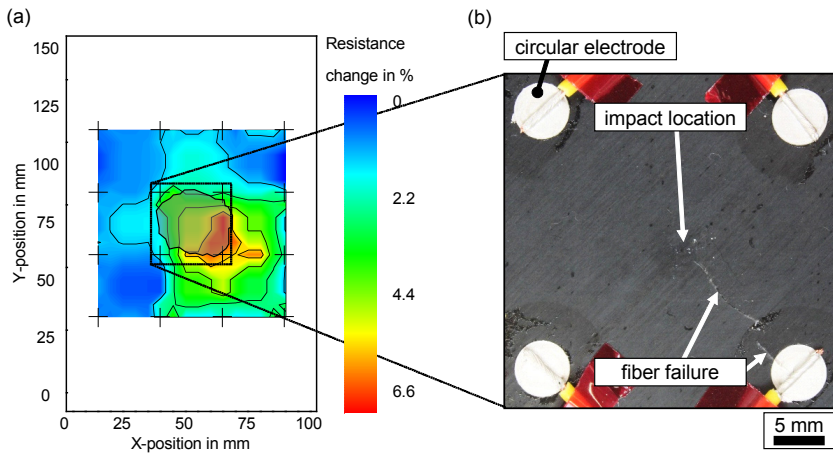 (a)
150
125
100
75
50
25
0
Y-position in mm
0
25
50
75
100
X-position in mm
Resistance
change in %
0
2.2
4.4
6.6
(b)
circular electrode
impact location
fiber failure
5 mm